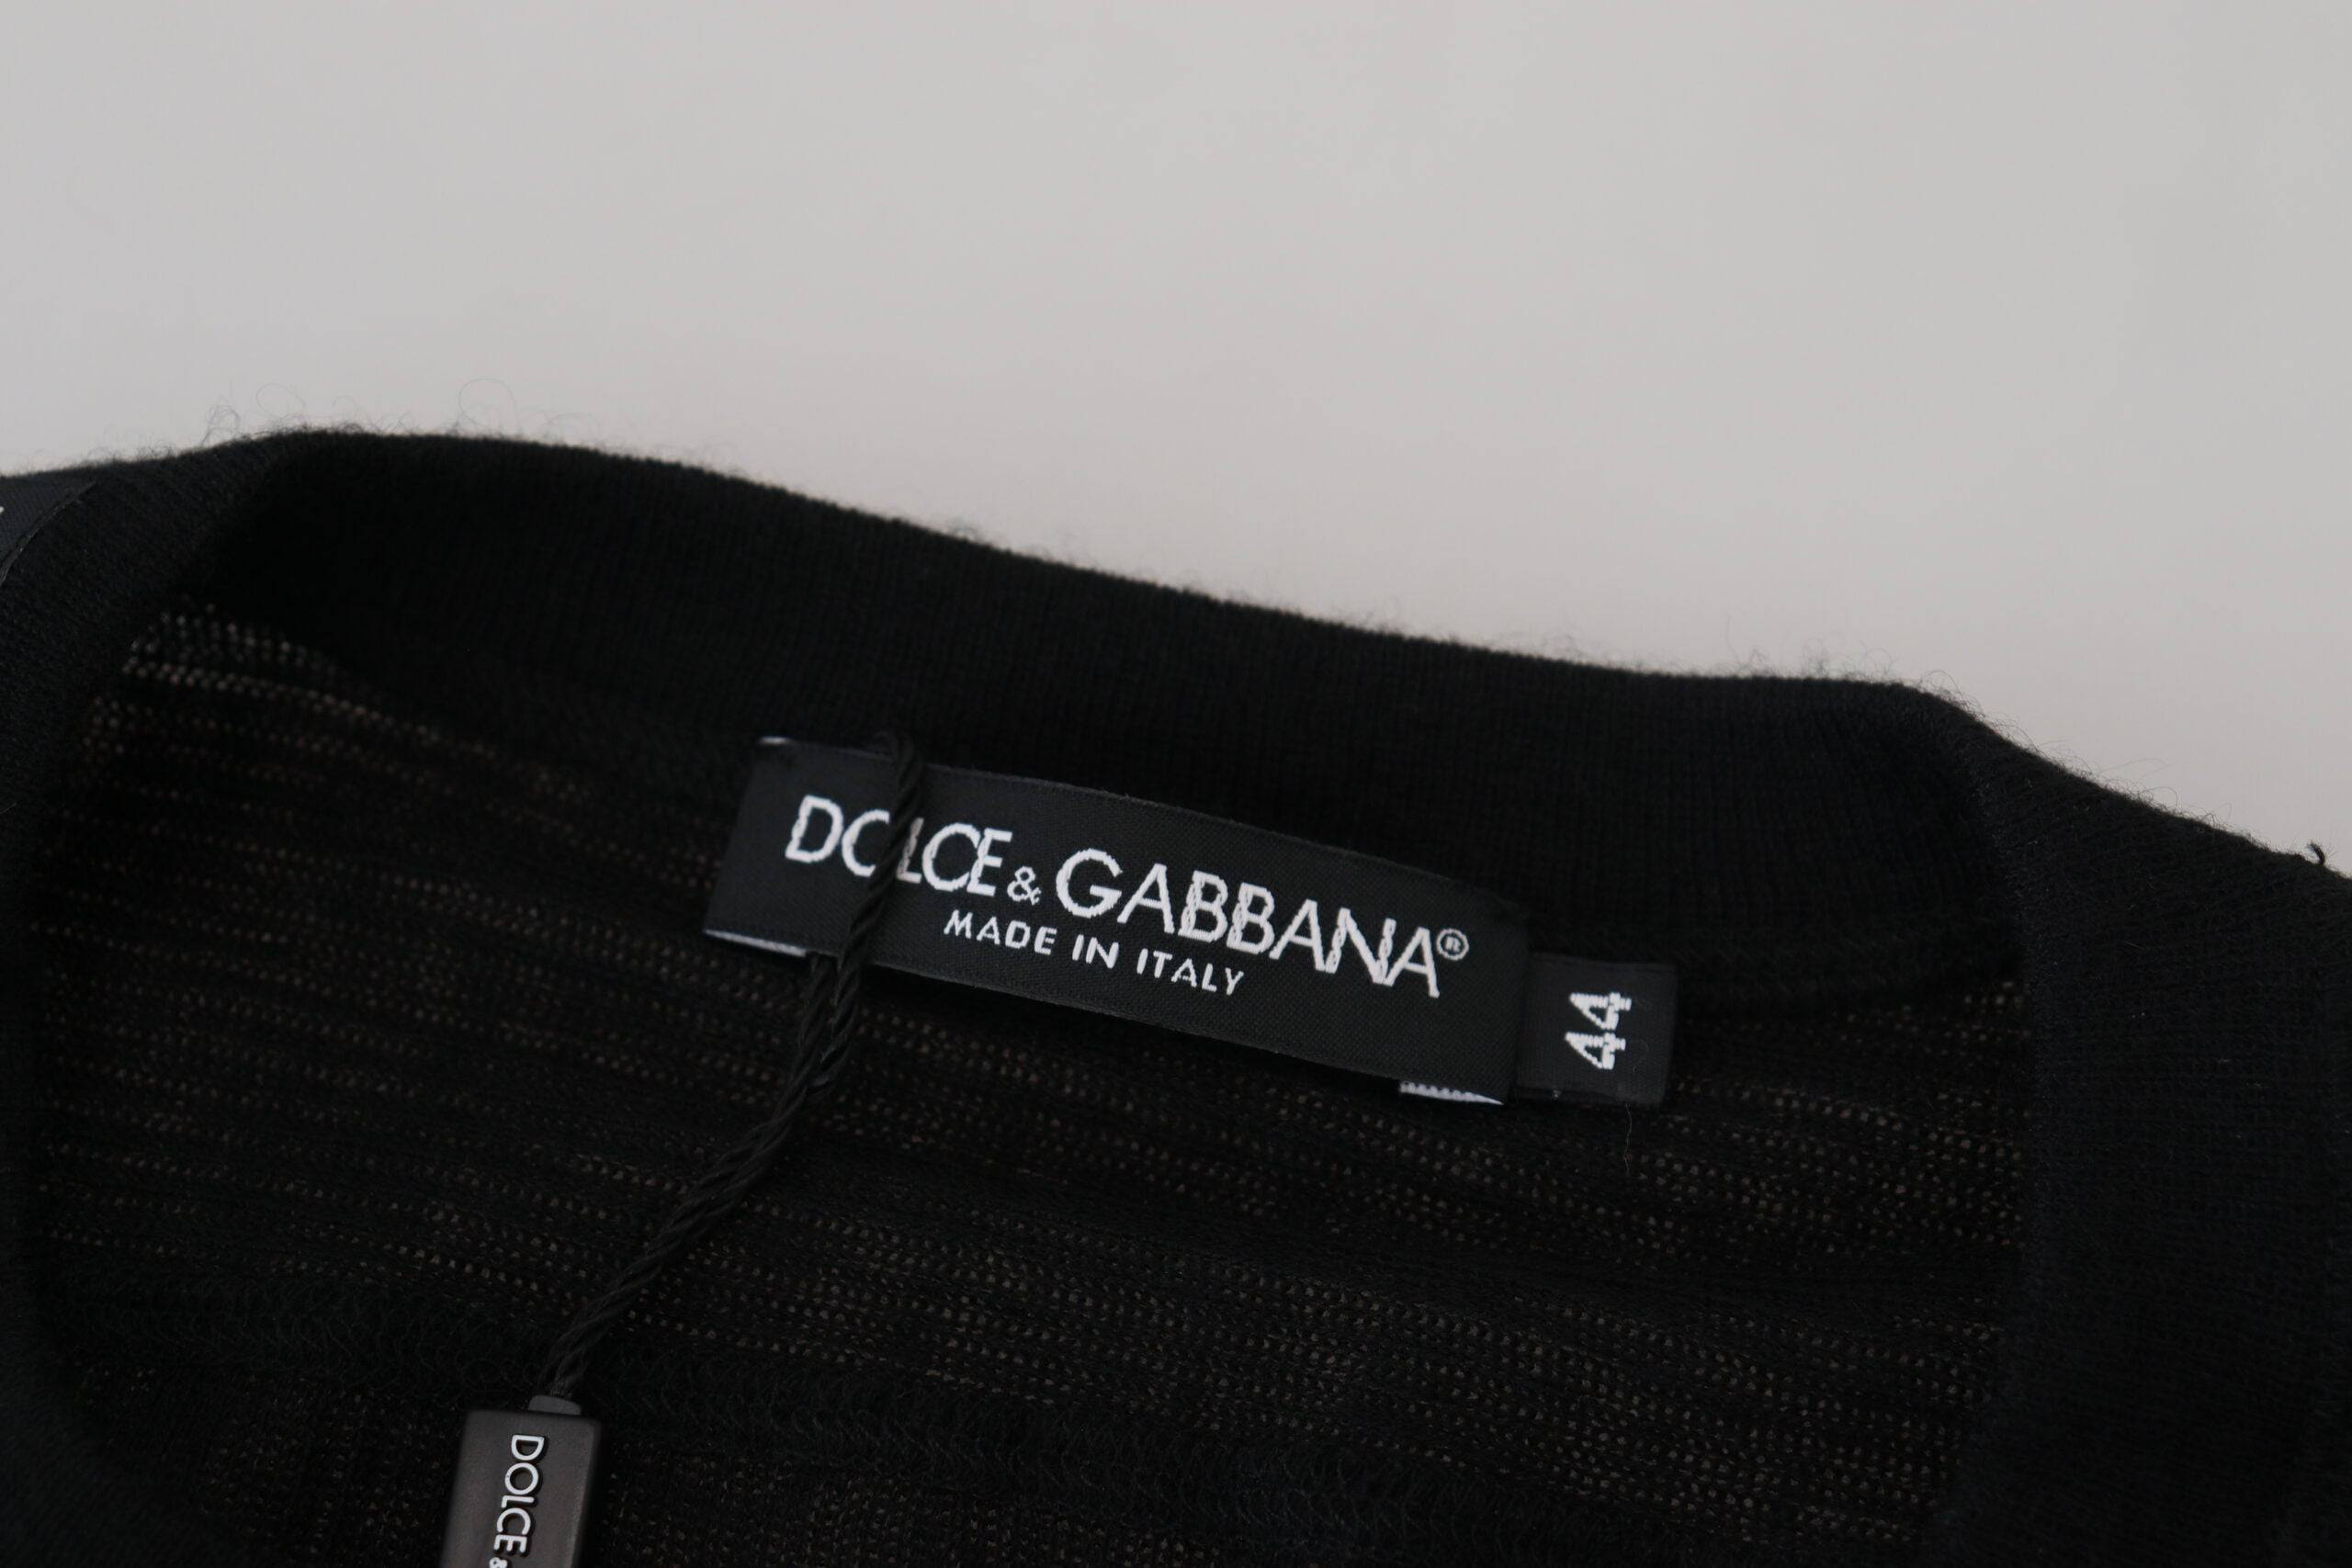 DOLCE & GABBANA®
MADE IN ITALY
44
DOLCE &